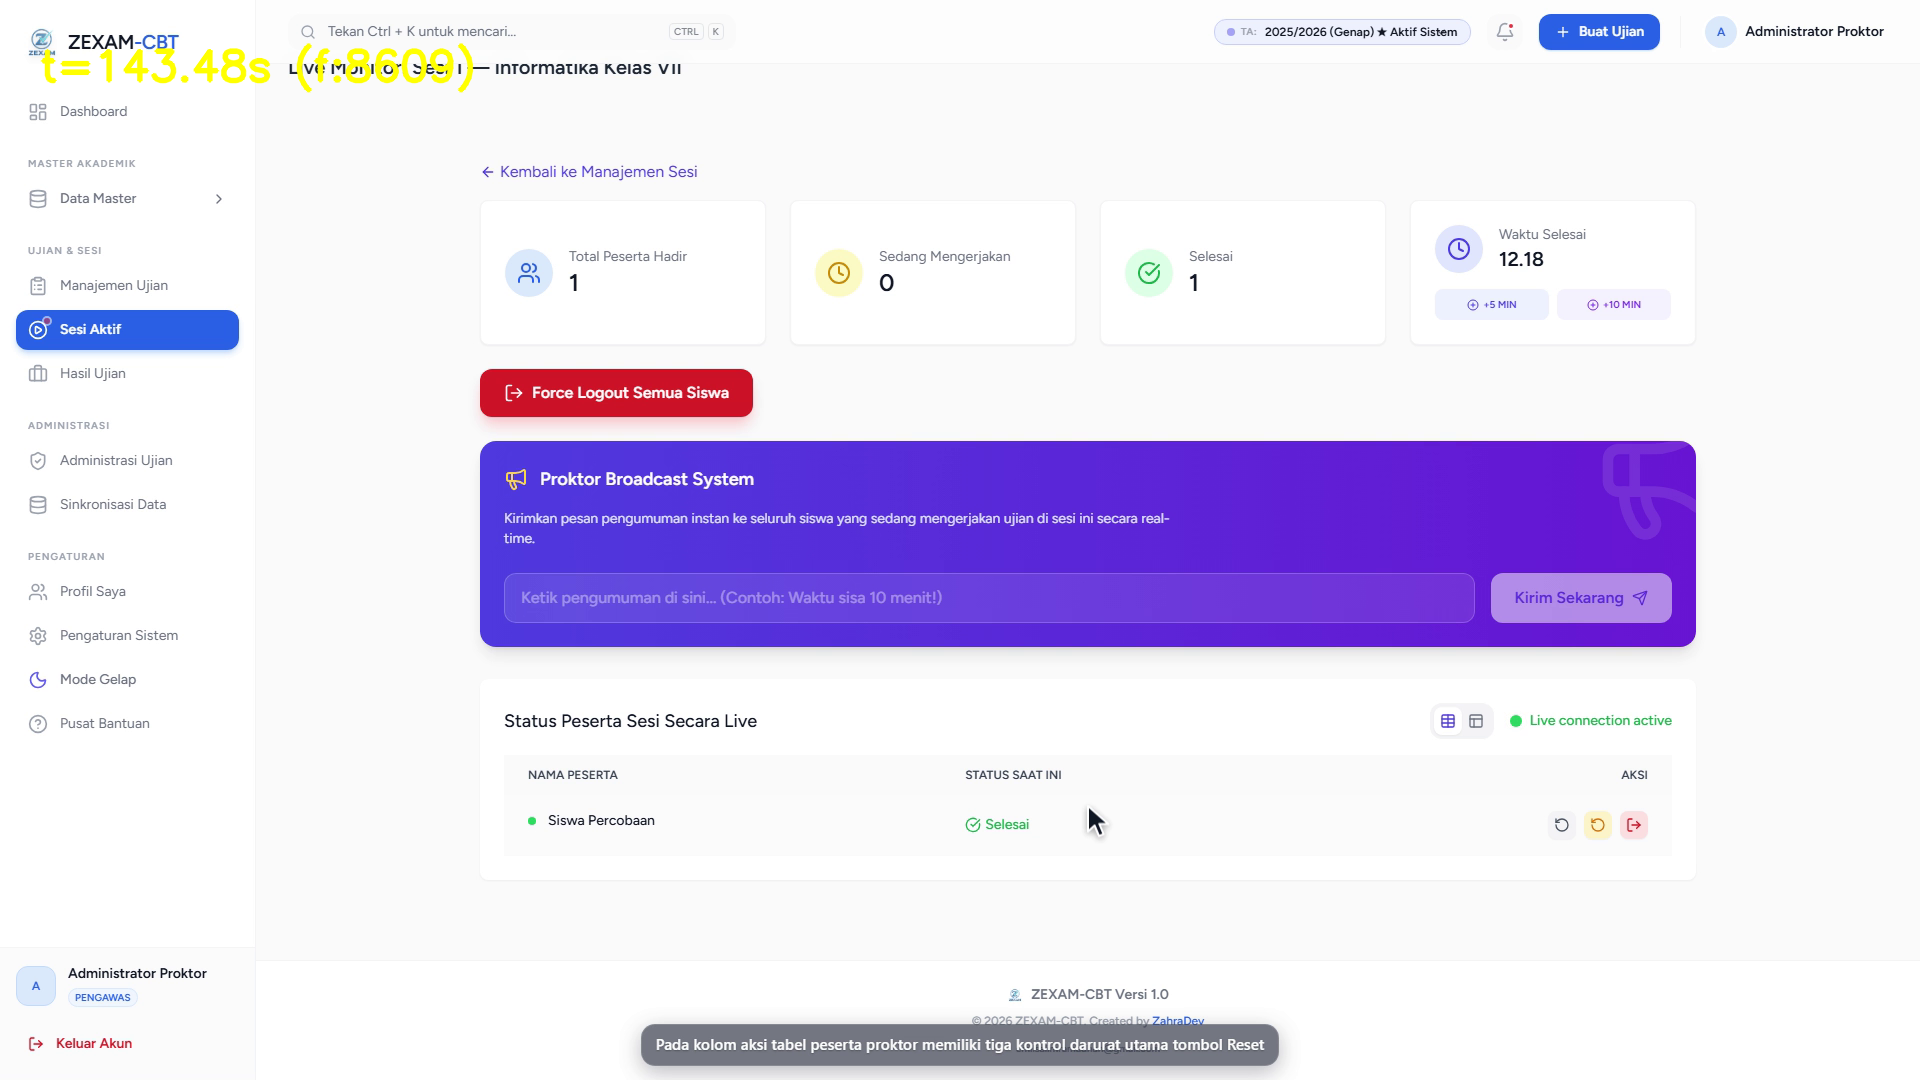 ZEXAM-CBT
Tekan Ctrl + K untuk mencari...
CTRL
K
TA: 2025/2026 (Genap) ★ Aktif Sistem
Buat Ujian
A
Administrator Proktor
t=143.48s (f:8609)
Live Monitor: Sesi 1 — Informatika Kelas VII
Dashboard
MASTER AKADEMIK
Data Master
UJIAN & SESI
Manajemen Ujian
Sesi Aktif
Hasil Ujian
ADMINISTRASI
Administrasi Ujian
Sinkronisasi Data
PENGATURAN
Profil Saya
Pengaturan Sistem
Mode Gelap
Pusat Bantuan
A
Administrator Proktor
PENGAWAS
Keluar Akun
Kembali ke Manajemen Sesi
Total Peserta Hadir
1
Sedang Mengerjakan
0
Selesai
1
Waktu Selesai
12.18
+5 MIN
+10 MIN
Force Logout Semua Siswa
Proktor Broadcast System
Kirimkan pesan pengumuman instan ke seluruh siswa yang sedang mengerjakan ujian di sesi ini secara real-
time.
Ketik pengumuman di sini... (Contoh: Waktu sisa 10 menit!)
Kirim Sekarang
Status Peserta Sesi Secara Live
Live connection active
NAMA PESERTA
STATUS SAAT INI
AKSI
Siswa Percobaan
Selesai
ZEXAM-CBT Versi 1.0
© 2026 ZEXAM-CBT. Created by ZahraDev
Pada kolom aksi tabel peserta proktor memiliki tiga kontrol darurat utama tombol Reset